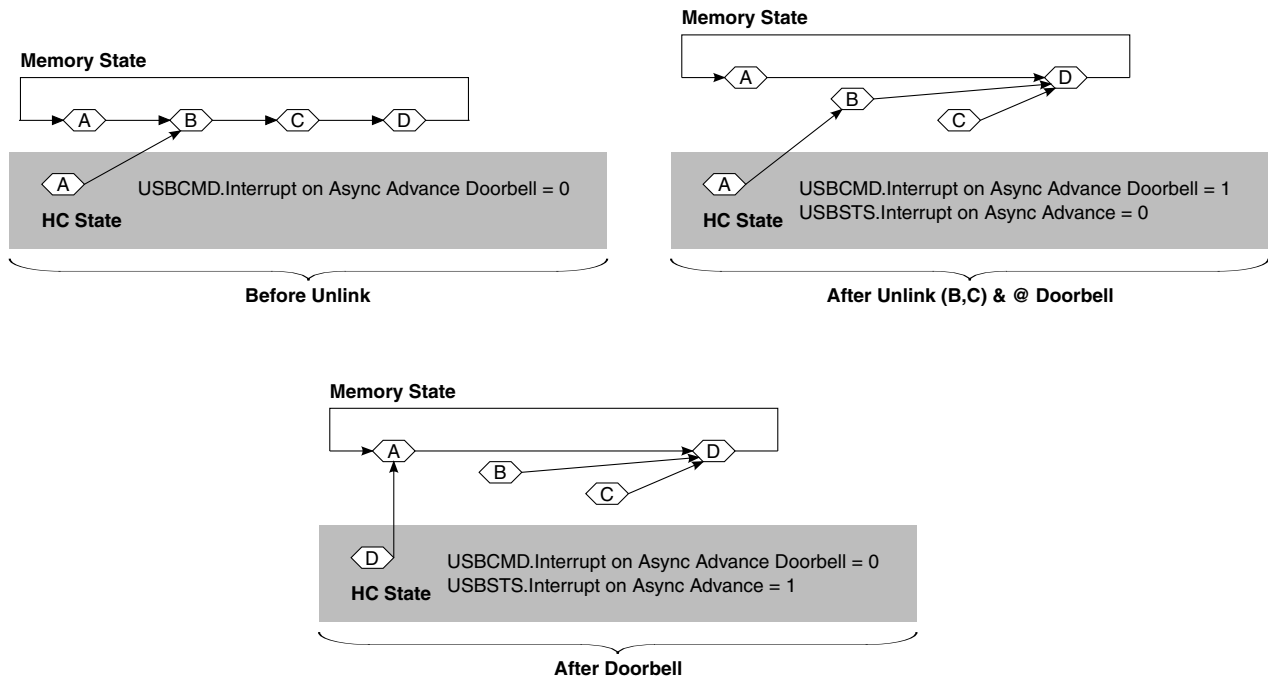 Memory State
A B C D
A USBCMD.Interrupt on Async Advance Doorbell = 0
HC State
Before Unlink
Memory State
A D
B
C
A USBCMD.Interrupt on Async Advance Doorbell = 1
HC State USBSTS.Interrupt on Async Advance = 0
After Unlink (B,C) & @ Doorbell
Memory State
A D
B
C
D USBCMD.Interrupt on Async Advance Doorbell = 0
HC State USBSTS.Interrupt on Async Advance = 1
After Doorbell